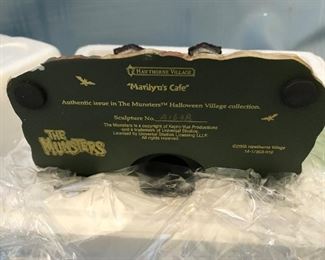 HAWTHORNE VILLAGE
"Marilyn's Cafe"
Authentic issue in The Munsters™ Halloween Village collection.
Sculpture No.
The Munsters is a copyright of Kayro-Vue Productions
and a trademark of Universal Studios.
Licensed by Universal Studios Licensing LLLP.
All rights reserved.
THE
MUNSTERS
Hawthorne Village